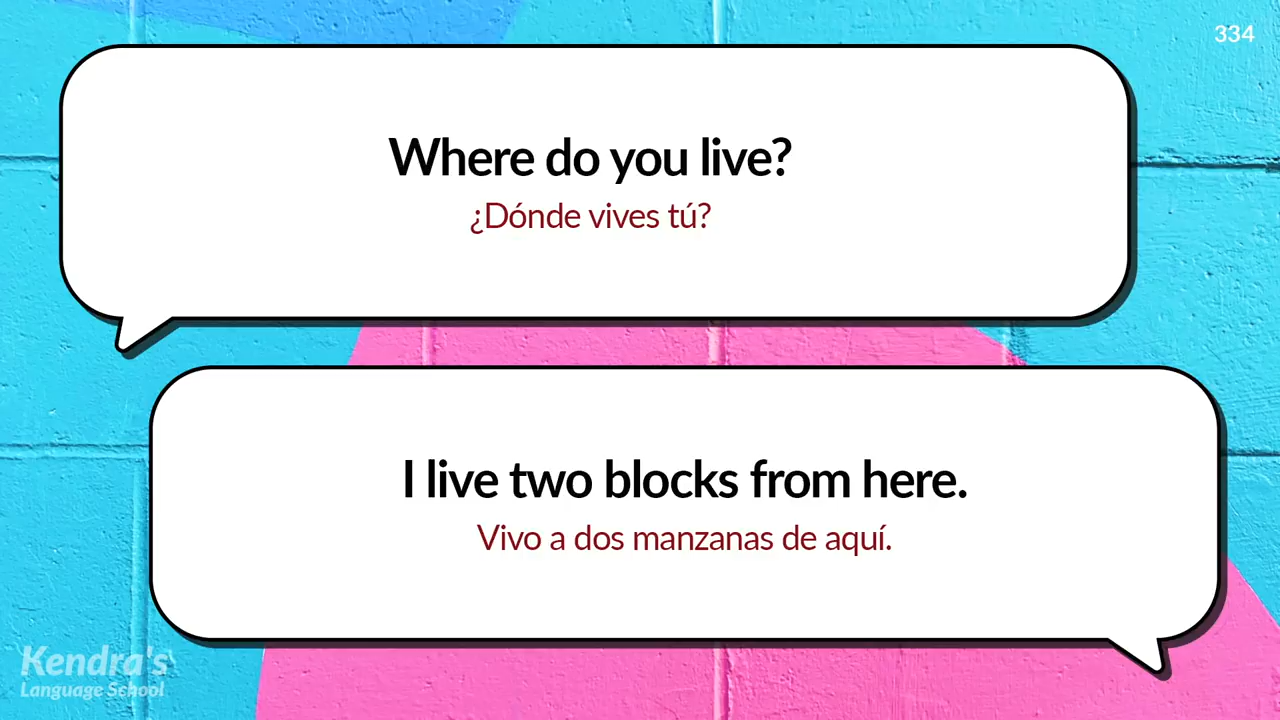 334
Where do you live?
¿Dónde vives tú?
I live two blocks from here.
Vivo a dos manzanas de aquí.
Kendra's
Language School